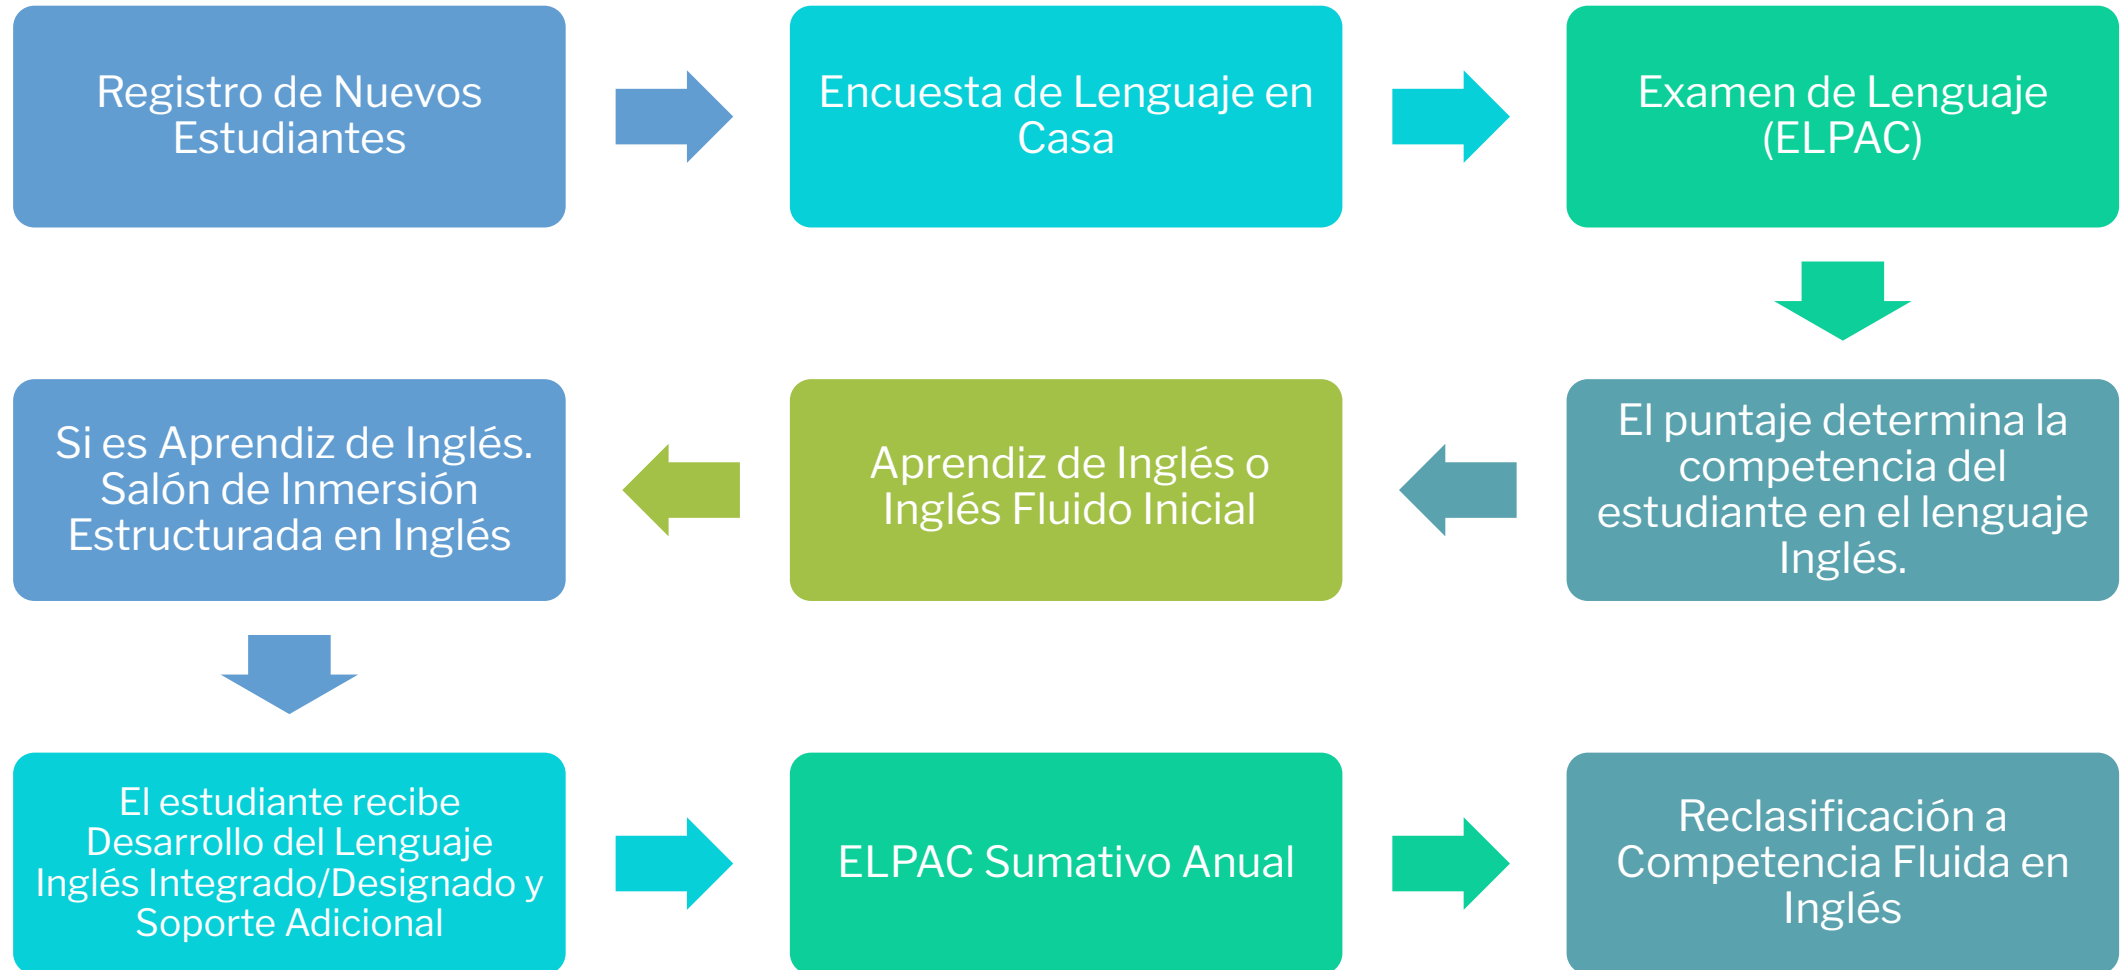 Registro de Nuevos
Estudiantes
Encuesta de Lenguaje en
Casa
Examen de Lenguaje
(ELPAC)
El puntaje determina la
competencia del
estudiante en el lenguaje
Inglés.
Aprendiz de Inglés o
Inglés Fluido Inicial
Si es Aprendiz de Inglés.
Salón de Inmersión
Estructurada en Inglés
El estudiante recibe
Desarrollo del Lenguaje
Inglés Integrado/Designado y
Soporte Adicional
ELPAC Sumativo Anual
Reclasificación a
Competencia Fluida en
Inglés